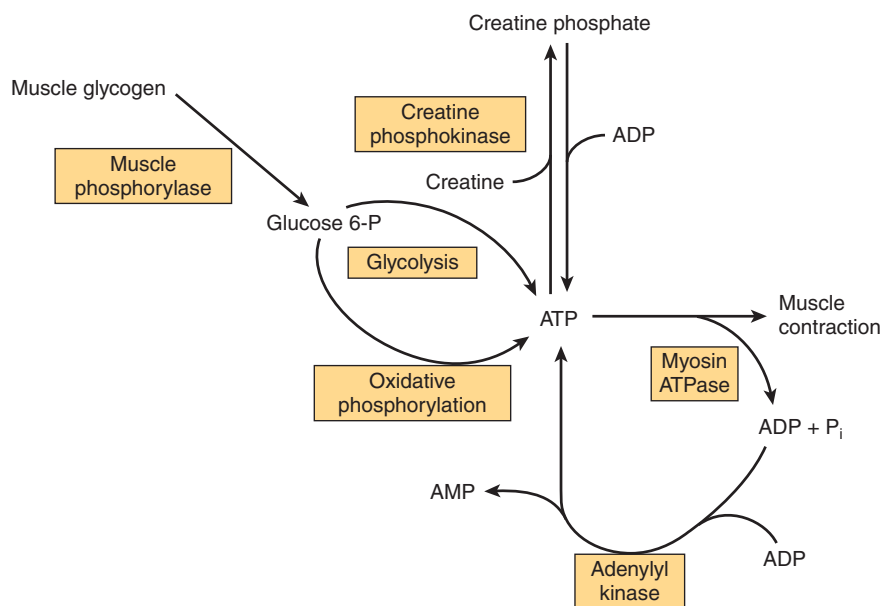 Creatine phosphate
Muscle glycogen
Creatine
phosphokinase
ADP
Muscle
phosphorylase
Creatine
Glucose 6-P
Glycolysis
ATP
Muscle
contraction
Myosin
ATPase
Oxidative
phosphorylation
ADP + Pi
AMP
ADP
Adenylyl
kinase